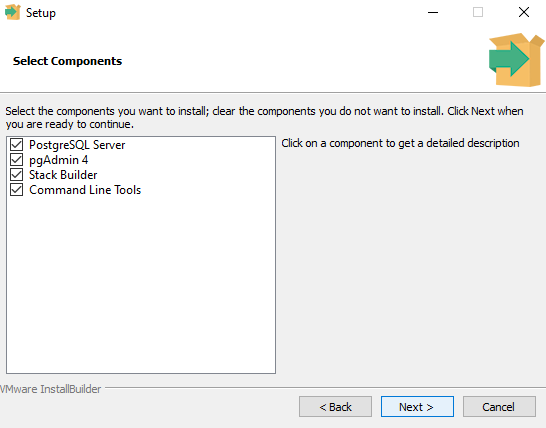 Setup
Select Components
Select the components you want to install; clear the components you do not want to install. Click Next when
you are ready to continue.
PostgreSQL Server
pgAdmin 4
Stack Builder
Command Line Tools
Click on a component to get a detailed description
VMware InstallBuilder
< Back
Next >
Cancel